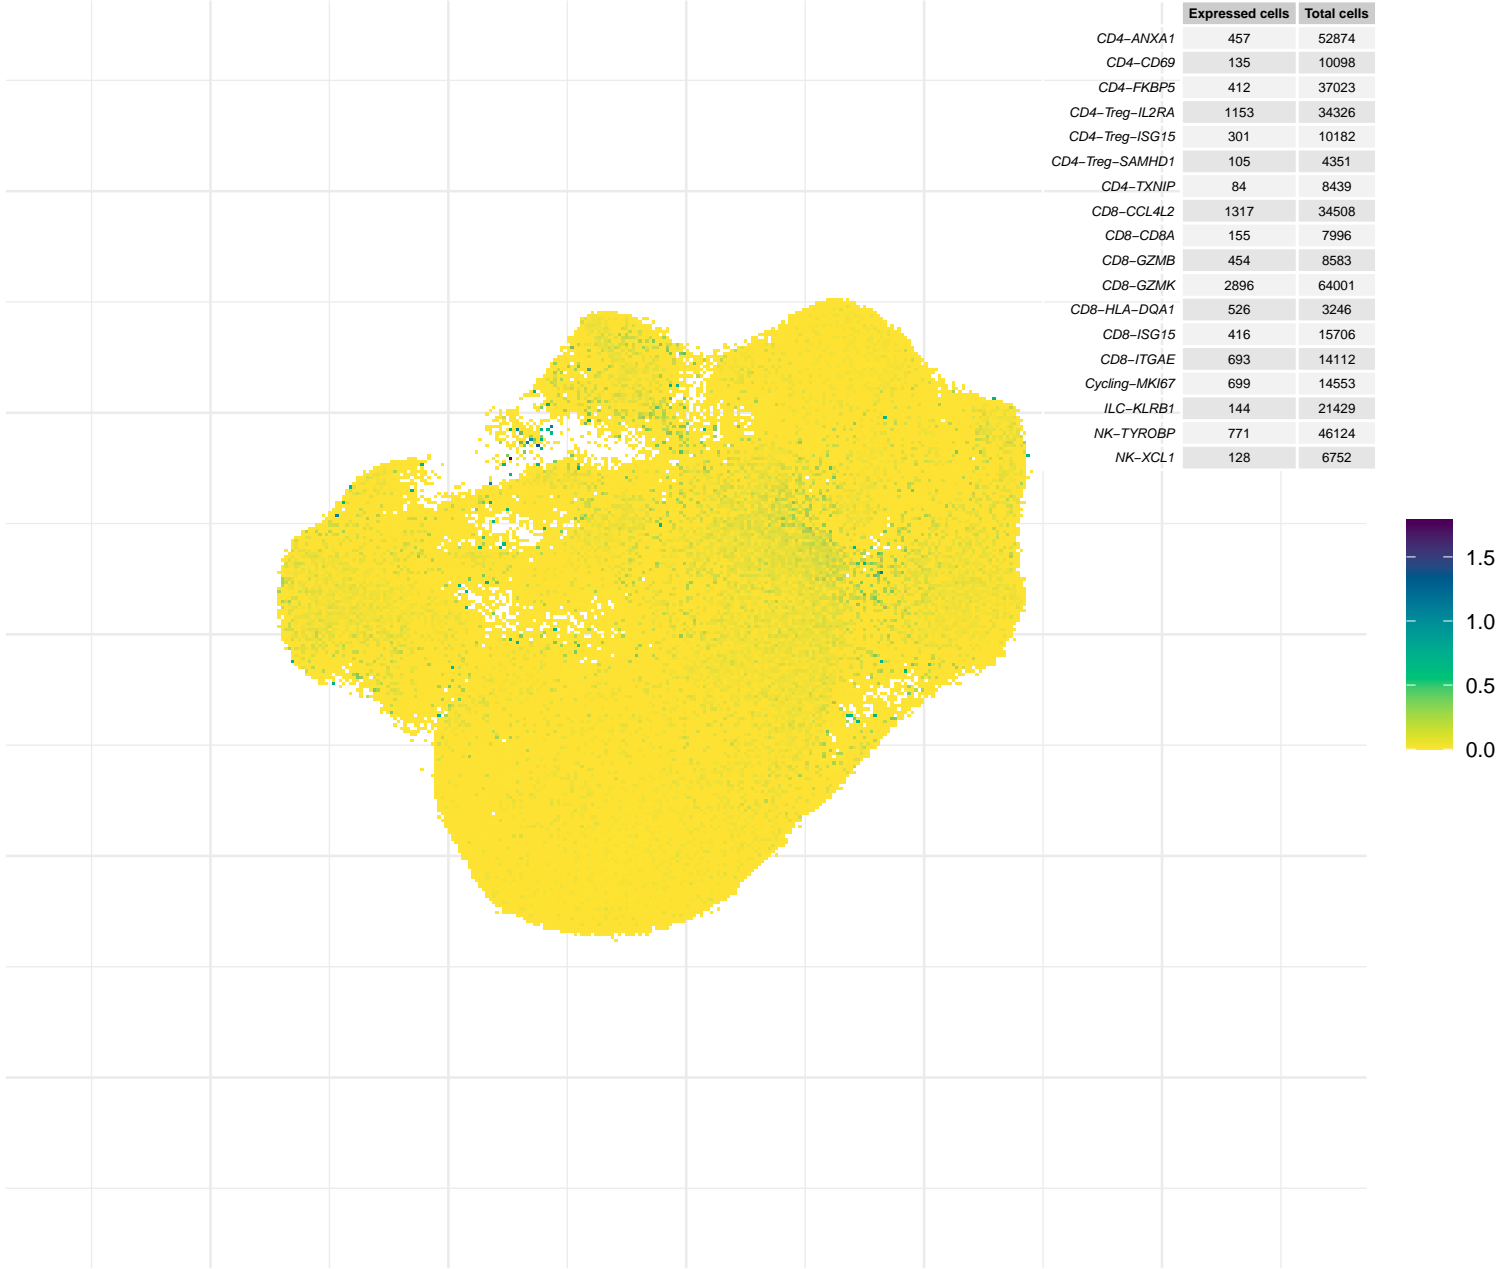 Expressed cells Total cells
CD4−ANXA1 457 52874
CD4−CD69 135 10098
CD4−FKBP5 412 37023
CD4−Treg−IL2RA 1153 34326
CD4−Treg−ISG15 301 10182
CD4−Treg−SAMHD1 105 4351
CD4−TXNIP 84 8439
CD8−CCL4L2 1317 34508
CD8−CD8A 155 7996
CD8−GZMB 454 8583
CD8−GZMK 2896 64001
CD8−HLA−DQA1 526 3246
CD8−ISG15 416 15706
CD8−ITGAE 693 14112
Cycling−MKI67 699 14553
ILC−KLRB1 144 21429
NK−TYROBP 771 46124
NK−XCL1 128 6752
1.5
1.0
0.5
0.0